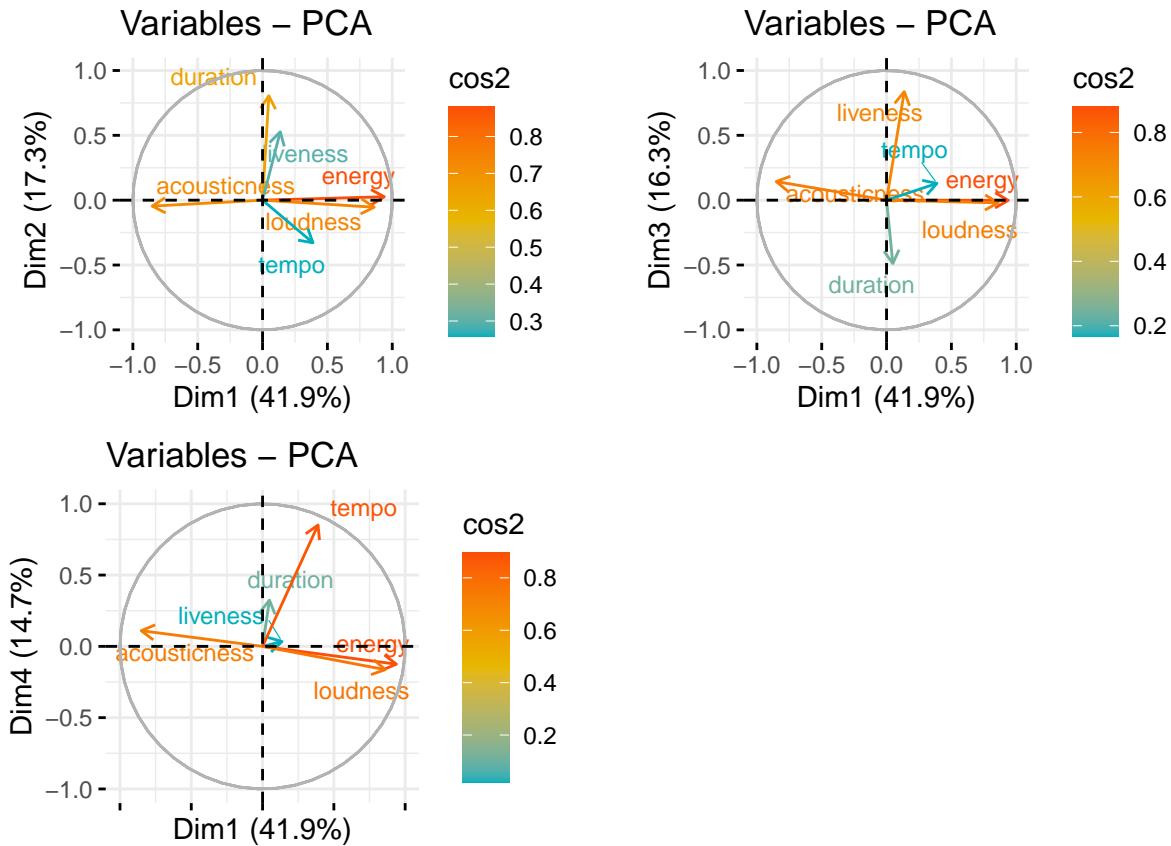 Variables – PCA
1.0
0.5
0.0
−0.5
−1.0
Dim2 (17.3%)
duration
liveness
energy
acousticness
loudness
tempo
−1.0 −0.5 0.0 0.5 1.0
Dim1 (41.9%)
cos2
0.8
0.7
0.6
0.5
0.4
0.3
Variables – PCA
1.0
0.5
0.0
−0.5
−1.0
Dim3 (16.3%)
liveness
tempo
energy
acousticness
loudness
duration
−1.0 −0.5 0.0 0.5 1.0
Dim1 (41.9%)
cos2
0.8
0.6
0.4
0.2
Variables – PCA
1.0
0.5
0.0
−0.5
−1.0
Dim4 (14.7%)
tempo
duration
liveness
energy
acousticness
loudness
Dim1 (41.9%)
cos2
0.8
0.6
0.4
0.2